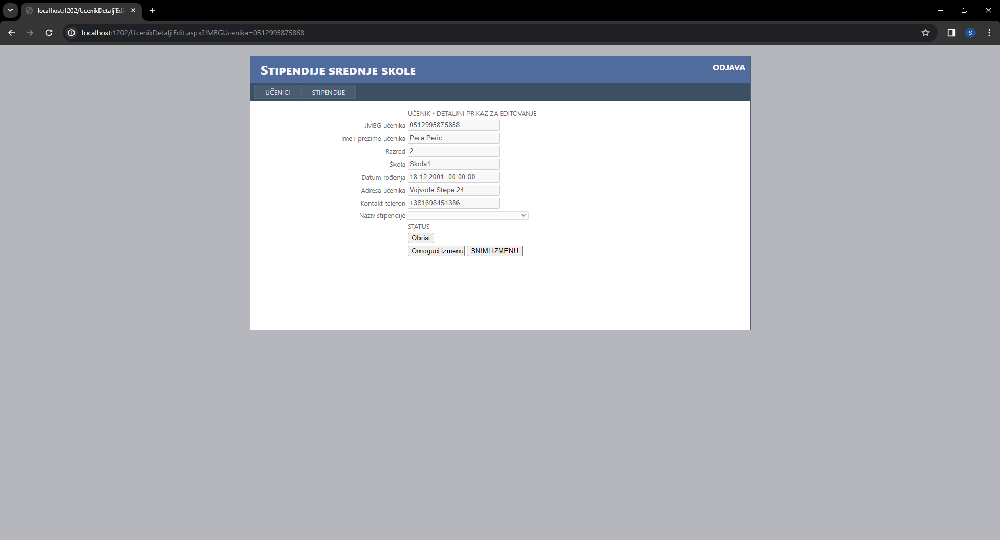 localhost:1202/UcenikDetaljiEdi
localhost:1202/UcenikDetaljiEdit.aspx?JMBGUcenika=0512995875858
S
Stipendije srednje skole
ODJAVA
UČENICI STIPENDIJE
UČENIK - DETALJNI PRIKAZ ZA EDITOVANJE
JMBG učenika 0512995875858
Ime i prezime učenika Pera Peric
Razred 2
Škola Skola1
Datum rođenja 18.12.2001. 00:00:00
Adresa učenika Vojvode Stepe 24
Kontakt telefon +381698451386
Naziv stipendije
STATUS
Obrisi
Omoguci izmenu SNIMI IZMENU